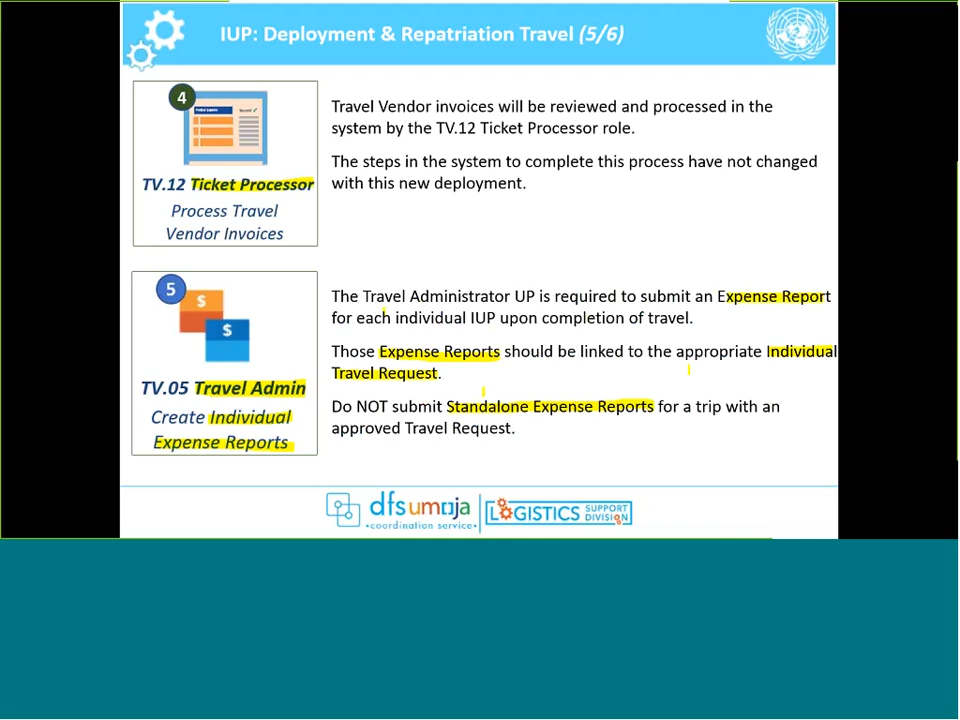 IUP: Deployment & Repatriation Travel (5/6)
4
TV.12 Ticket Processor
Process Travel
Vendor Invoices
Travel Vendor invoices will be reviewed and processed in the
system by the TV.12 Ticket Processor role.
The steps in the system to complete this process have not changed
with this new deployment.
5
$
$
TV.05 Travel Admin
Create Individual
Expense Reports
The Travel Administrator UP is required to submit an Expense Report
for each individual IUP upon completion of travel.
Those Expense Reports should be linked to the appropriate Individual
Travel Request.
Do NOT submit Standalone Expense Reports for a trip with an
approved Travel Request.
dfsumoja
•coordination service•
LOGISTICS SUPPORT
DIVISION